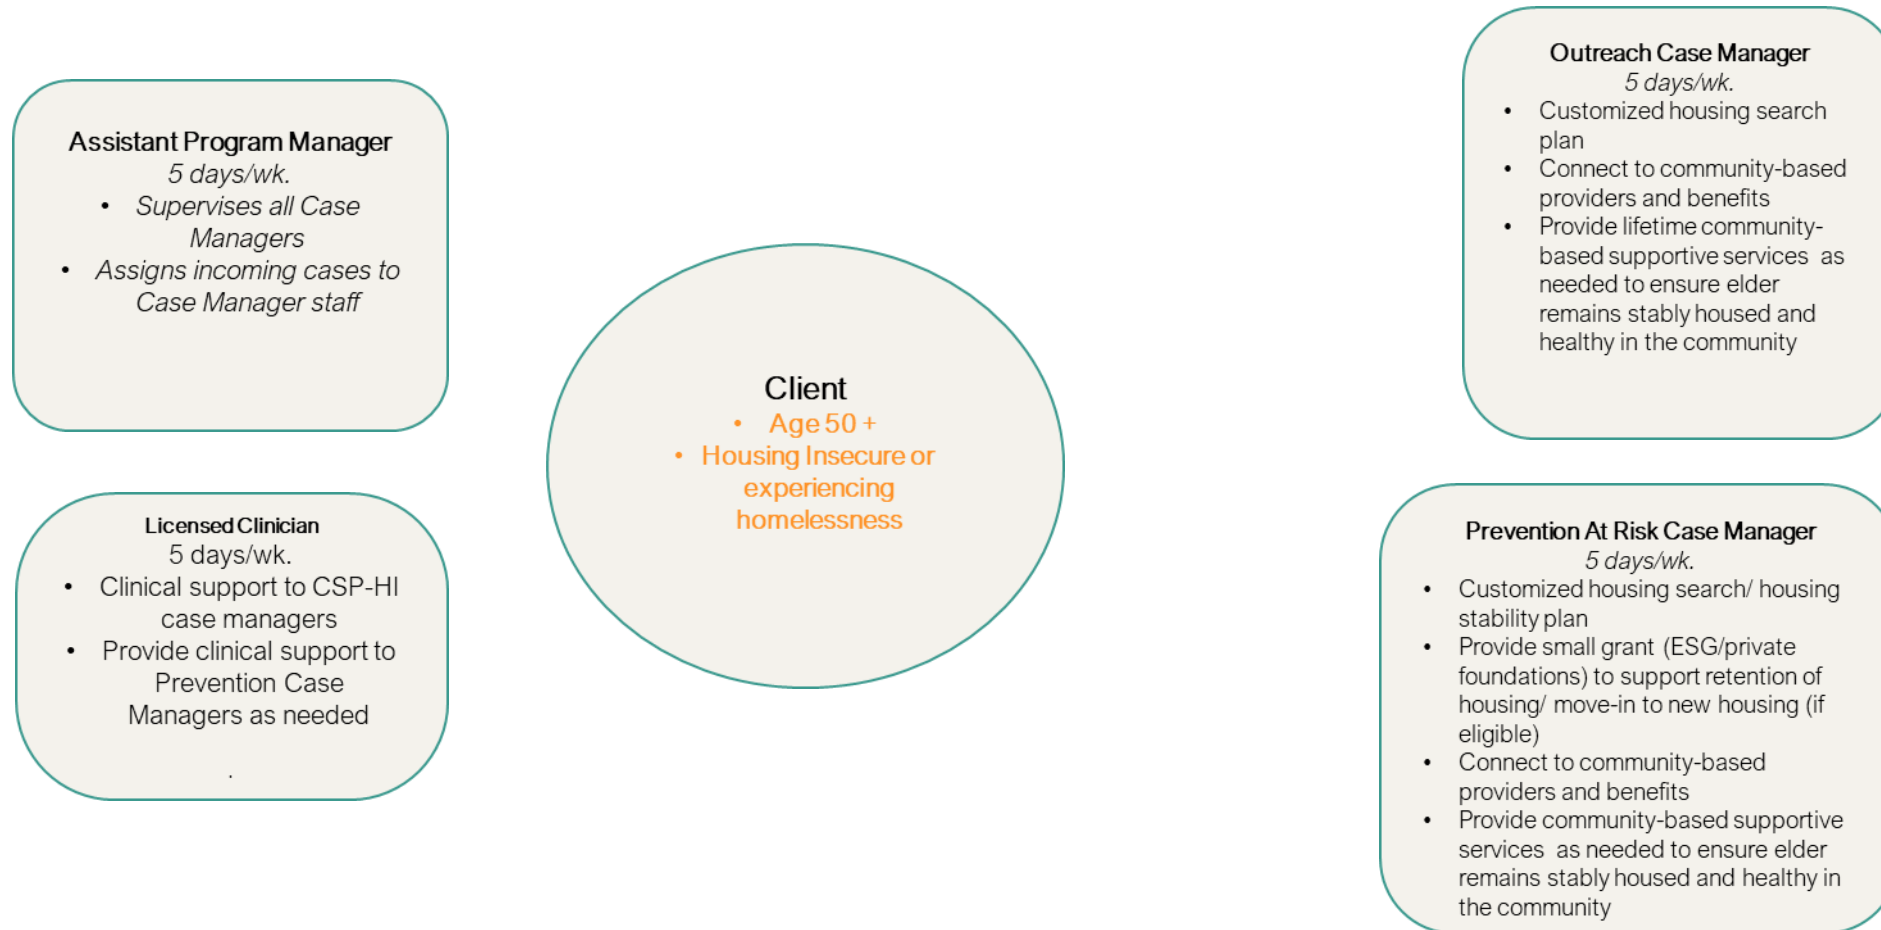 Assistant Program Manager
5 days/wk.
• Supervises all Case
Managers
• Assigns incoming cases to
Case Manager staff
Licensed Clinician
5 days/wk.
• Clinical support to CSP-HI
case managers
• Provide clinical support to
Prevention Case
Managers as needed
.
Client
• Age 50 +
• Housing Insecure or
experiencing
homelessness
Outreach Case Manager
5 days/wk.
• Customized housing search
plan
• Connect to community-based
providers and benefits
• Provide lifetime community-
based supportive services as
needed to ensure elder
remains stably housed and
healthy in the community
Prevention At Risk Case Manager
5 days/wk.
• Customized housing search/ housing
stability plan
• Provide small grant (ESG/private
foundations) to support retention of
housing/ move-in to new housing (if
eligible)
• Connect to community-based
providers and benefits
• Provide community-based supportive
services as needed to ensure elder
remains stably housed and healthy in
the community